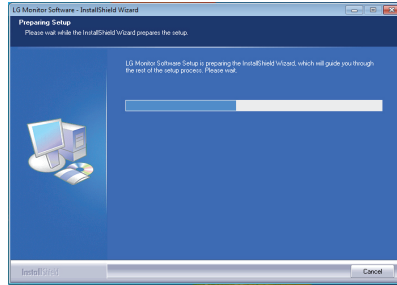 LG Monitor Software - InstallShield Wizard
Preparing Setup
Please wait while the InstallShield Wizard prepares the setup.
LG Monitor Software Setup is preparing the InstallShield Wizard, which will guide you through
the rest of the setup process. Please wait.
InstallShield
Cancel